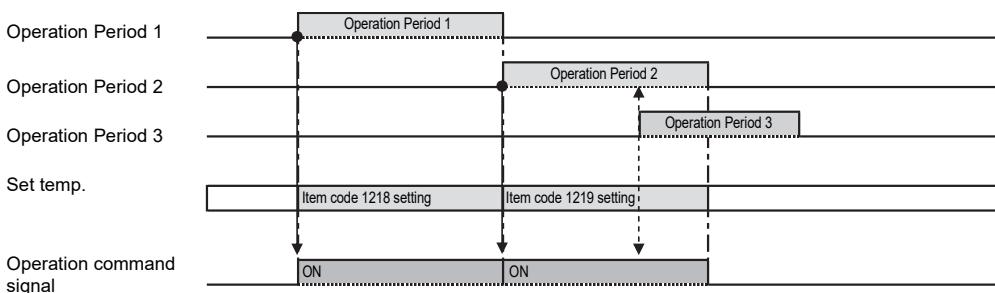 Operation Period 1
Operation Period 1
Operation Period 2
Operation Period 2
Operation Period 3
Operation Period 3
Set temp.
Item code 1218 setting
Item code 1219 setting
Operation command
signal
ON
ON